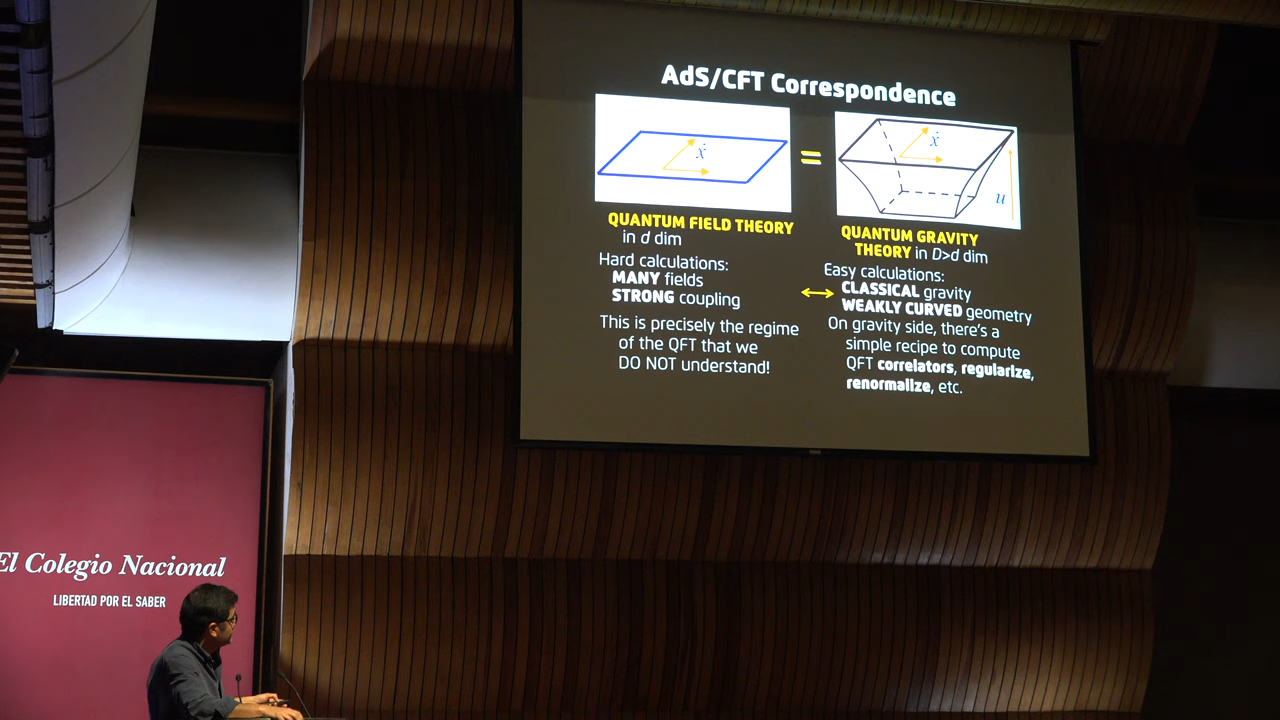 AdS/CFT Correspondence
ẋ
=
ẋ
u
QUANTUM FIELD THEORY
in d dim
Hard calculations:
MANY fields
STRONG coupling
This is precisely the regime
of the QFT that we
DO NOT understand!
QUANTUM GRAVITY
THEORY in D>d dim
Easy calculations:
CLASSICAL gravity
WEAKLY CURVED geometry
On gravity side, there's a
simple recipe to compute
QFT correlators, regularize,
renormalize, etc.
El Colegio Nacional
LIBERTAD POR EL SABER